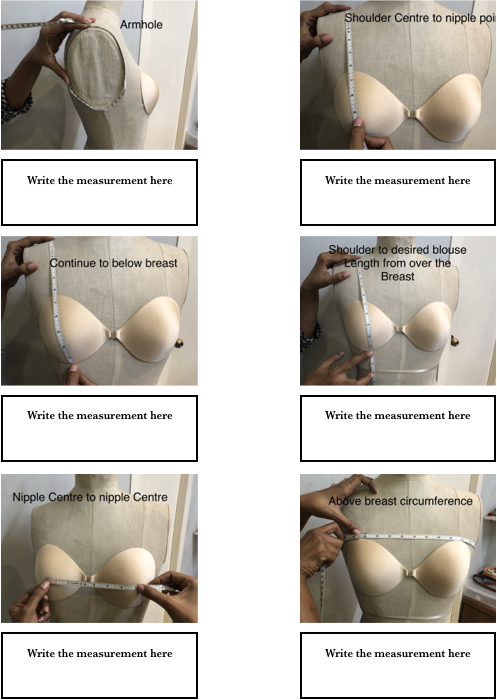 Armhole
Shoulder Centre to nipple
Write the measurement here
Write the measurement here
Continue to below breast
Shoulder to desired blouse
Length from over the
Breast
Write the measurement here
Write the measurement here
Nipple Centre to nipple Centre
Above breast circumference
Write the measurement here
Write the measurement here